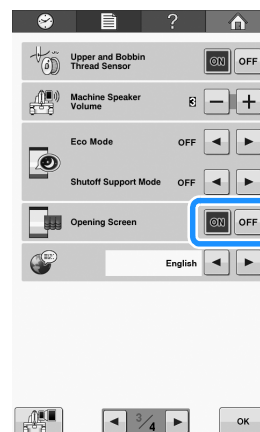 ?
Upper and Bobbin
Thread Sensor
ON OFF
Machine Speaker
Volume
3 − +
Eco Mode OFF
Shutoff Support Mode OFF
Opening Screen ON OFF
English
3/4
OK